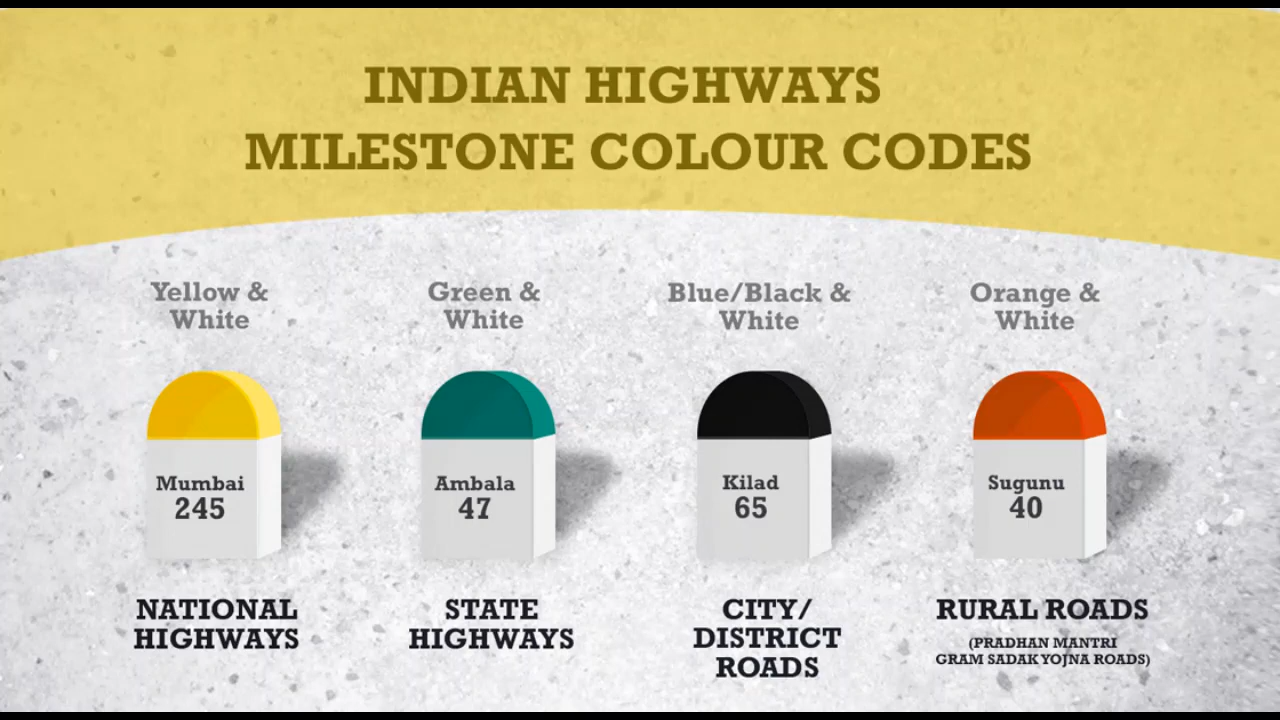 INDIAN HIGHWAYS
MILESTONE COLOUR CODES
Yellow &
White
Green &
White
Blue/Black &
White
Orange &
White
Mumbai
245
Ambala
47
Kilad
65
Sugunu
40
NATIONAL
HIGHWAYS
STATE
HIGHWAYS
CITY/
DISTRICT
ROADS
RURAL ROADS
(PRADHAN MANTRI
GRAM SADAK YOJNA ROADS)